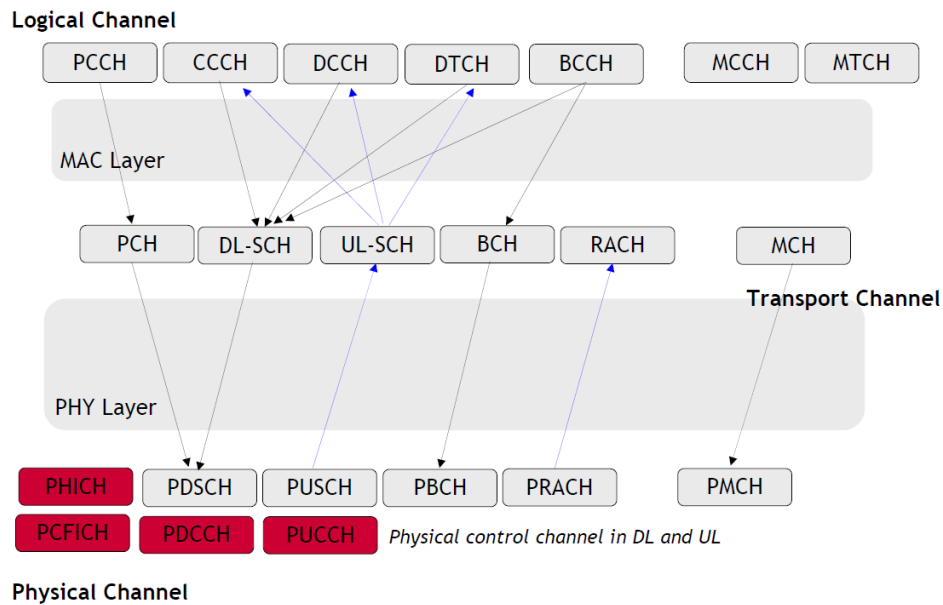 Logical Channel
PCCH CCCH DCCH DTCH BCCH MCCH MTCH
MAC Layer
PCH DL-SCH UL-SCH BCH RACH MCH
Transport Channel
PHY Layer
PHICH PDSCH PUSCH PBCH PRACH PMCH
PCFICH PDCCH PUCCH Physical control channel in DL and UL
Physical Channel